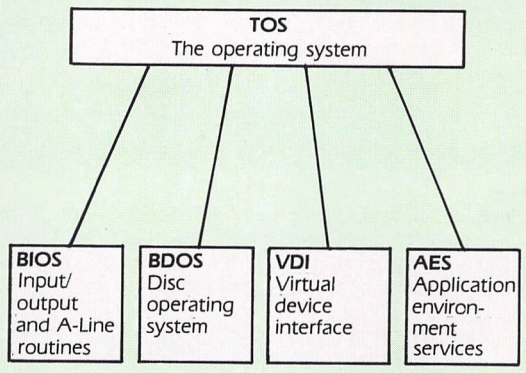 TOS
The operating system
BIOS
Input/
output
and A-Line
routines
BDOS
Disc
operating
system
VDI
Virtual
device
interface
AES
Application
environ-
ment
services